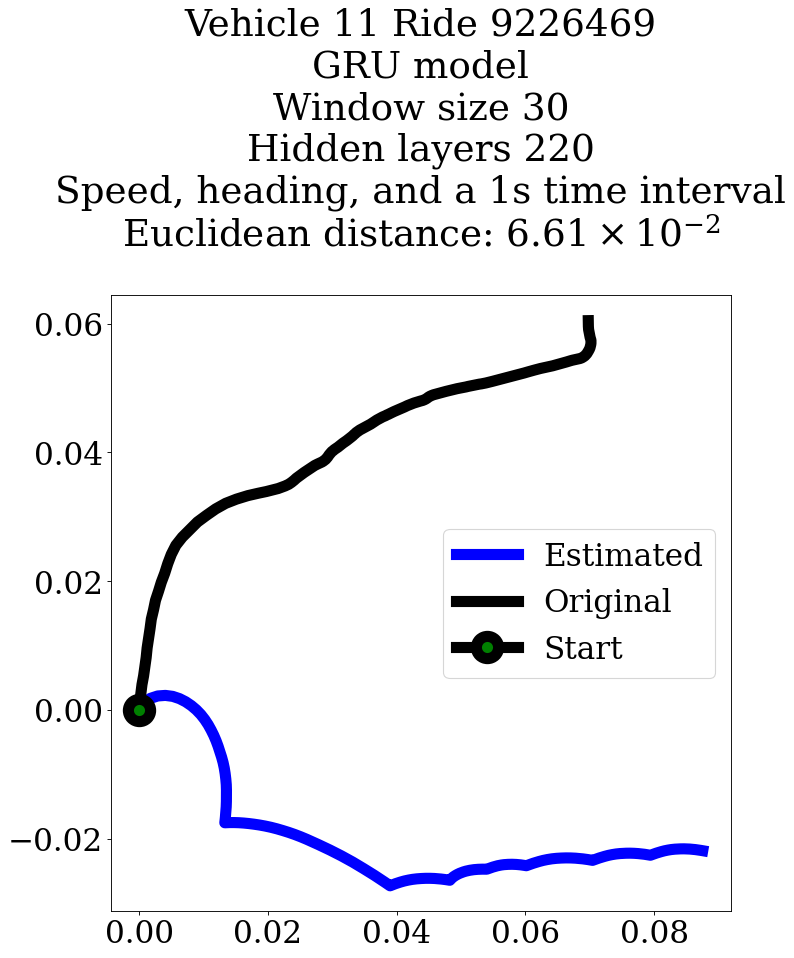 Vehicle 11 Ride 9226469
GRU model
Window size 30
Hidden layers 220
Speed, heading, and a 1s time interval
Euclidean distance: 6.61 × 10⁻²
0.06
0.04
0.02
0.00
−0.02
Estimated
Original
Start
0.00 0.02 0.04 0.06 0.08